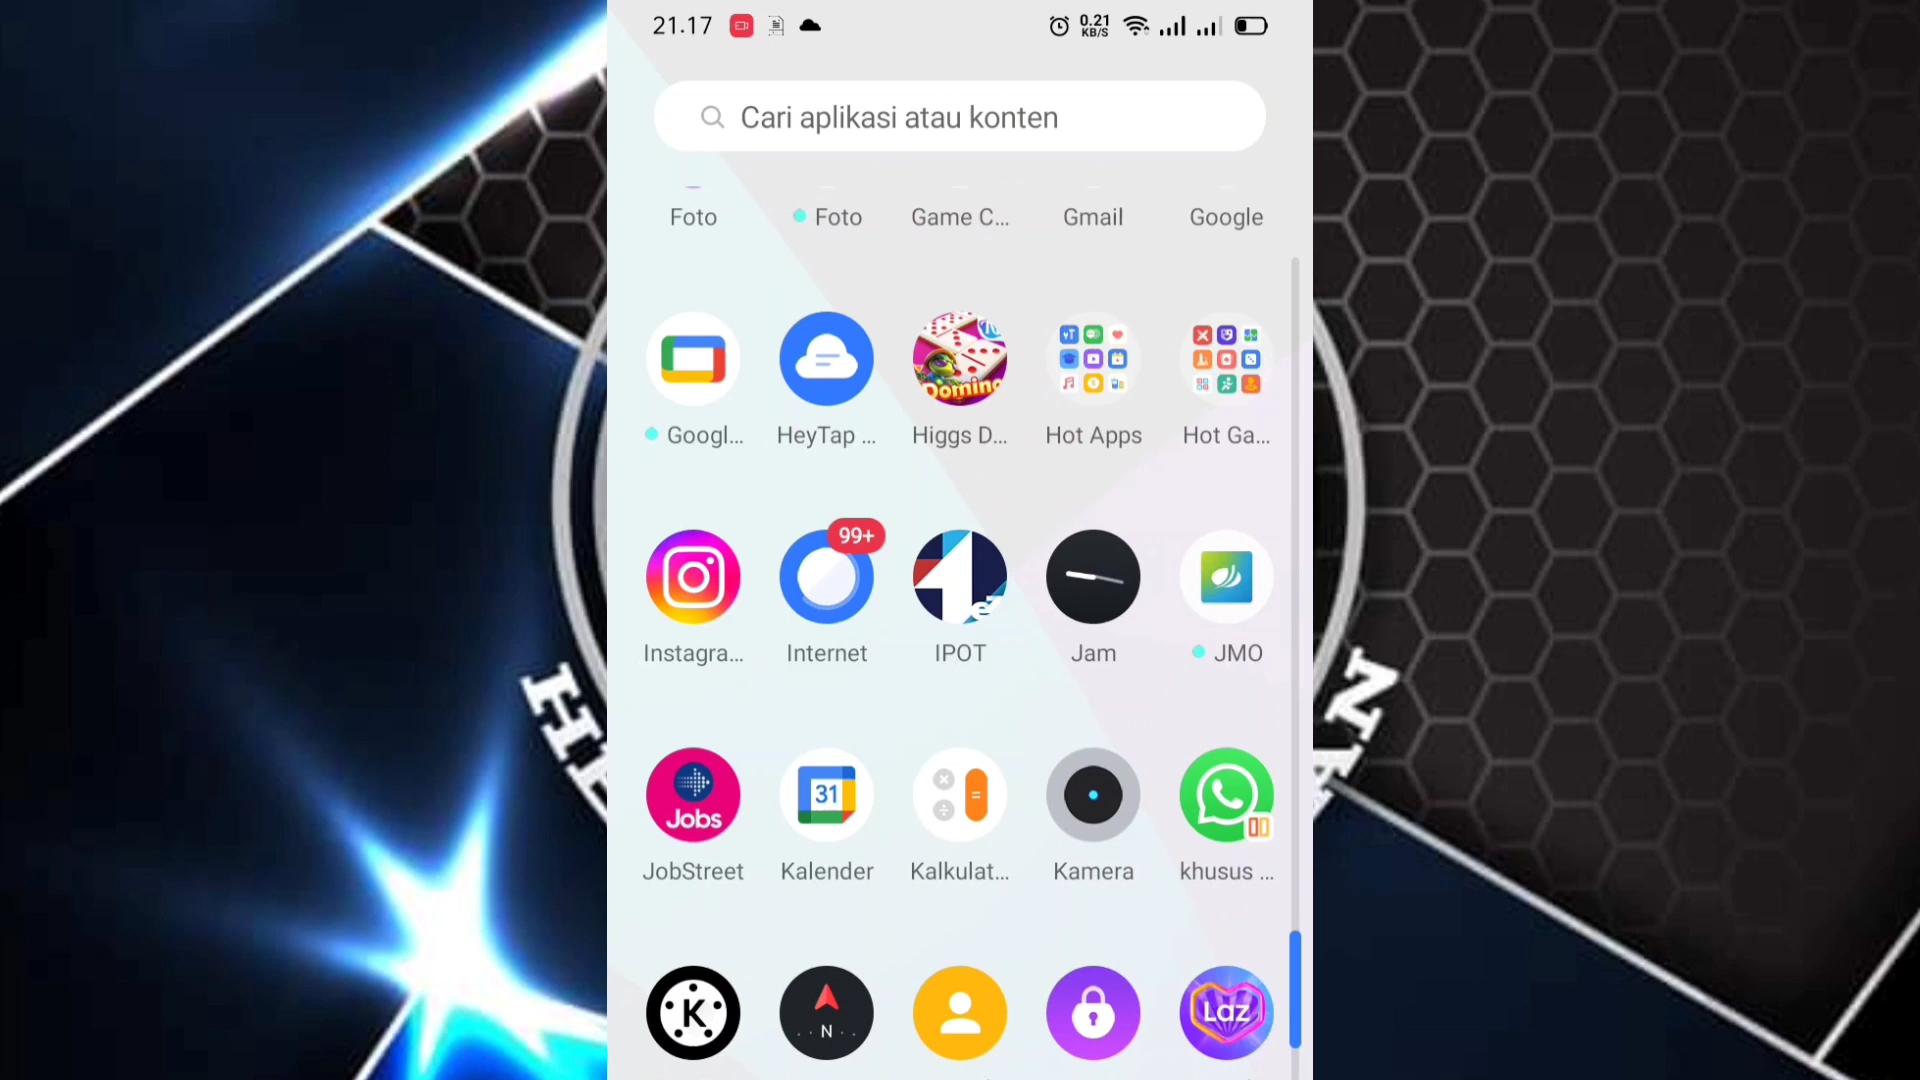 21.17
0.21
KB/S
Cari aplikasi atau konten
Foto
Foto
Game C...
Gmail
Google
Domino
Googl...
HeyTap ...
Higgs D...
Hot Apps
Hot Ga...
99+
Instagra...
Internet
IPOT
Jam
JMO
Jobs
31
JobStreet
Kalender
Kalkulat...
Kamera
khusus ...
K
N
Laz